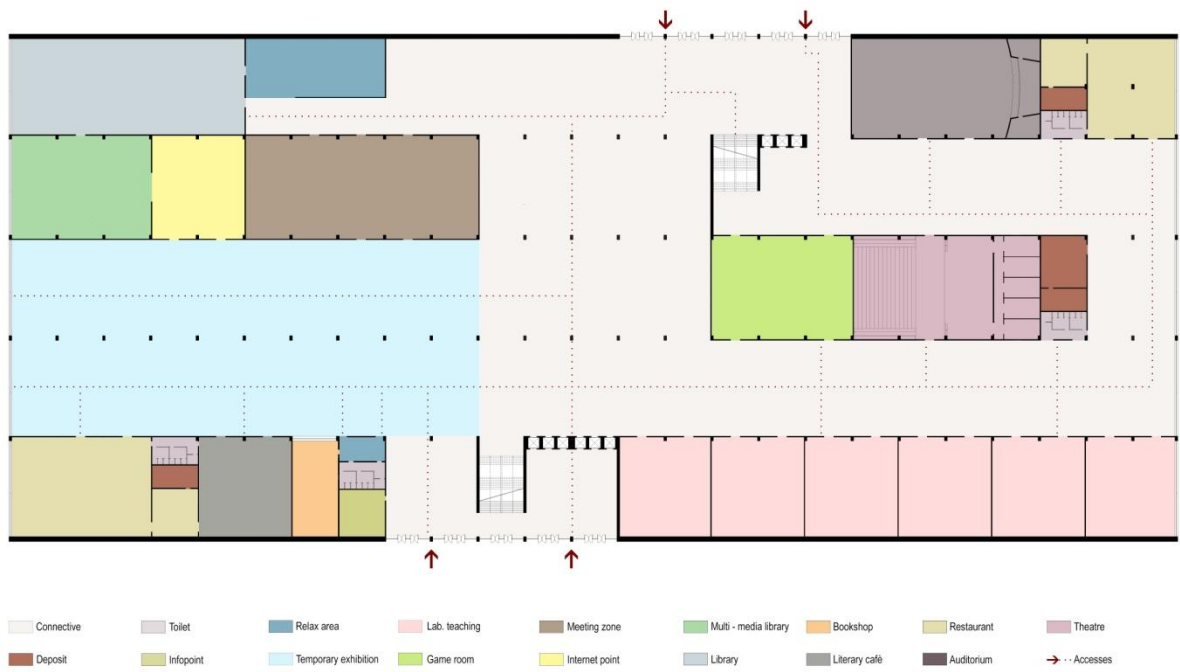 Connective Toilet Relax area Lab. teaching Meeting zone Multi - media library Bookshop Restaurant Theatre
Deposit Infopoint Temporary exhibition Game room Internet point Library Literary cafè Auditorium Accesses